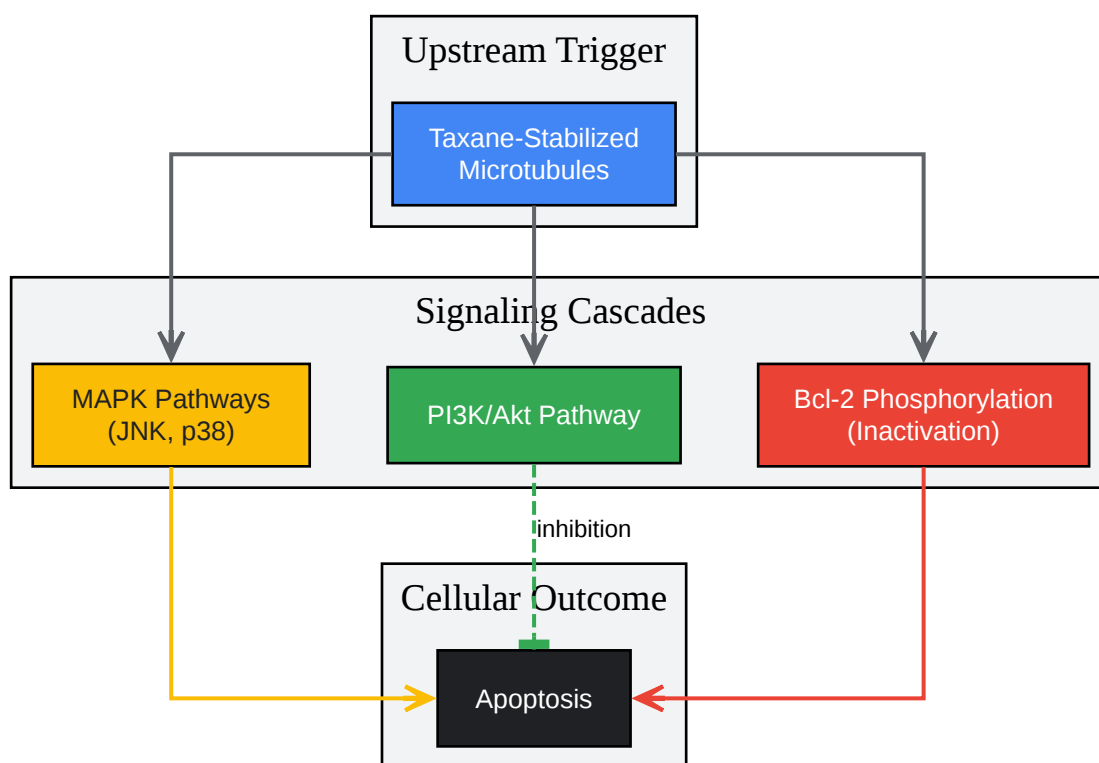 Upstream Trigger
Taxane-Stabilized
Microtubules
Signaling Cascades
MAPK Pathways
(JNK, p38)
PI3K/Akt Pathway
Bcl-2 Phosphorylation
(Inactivation)
inhibition
Cellular Outcome
Apoptosis